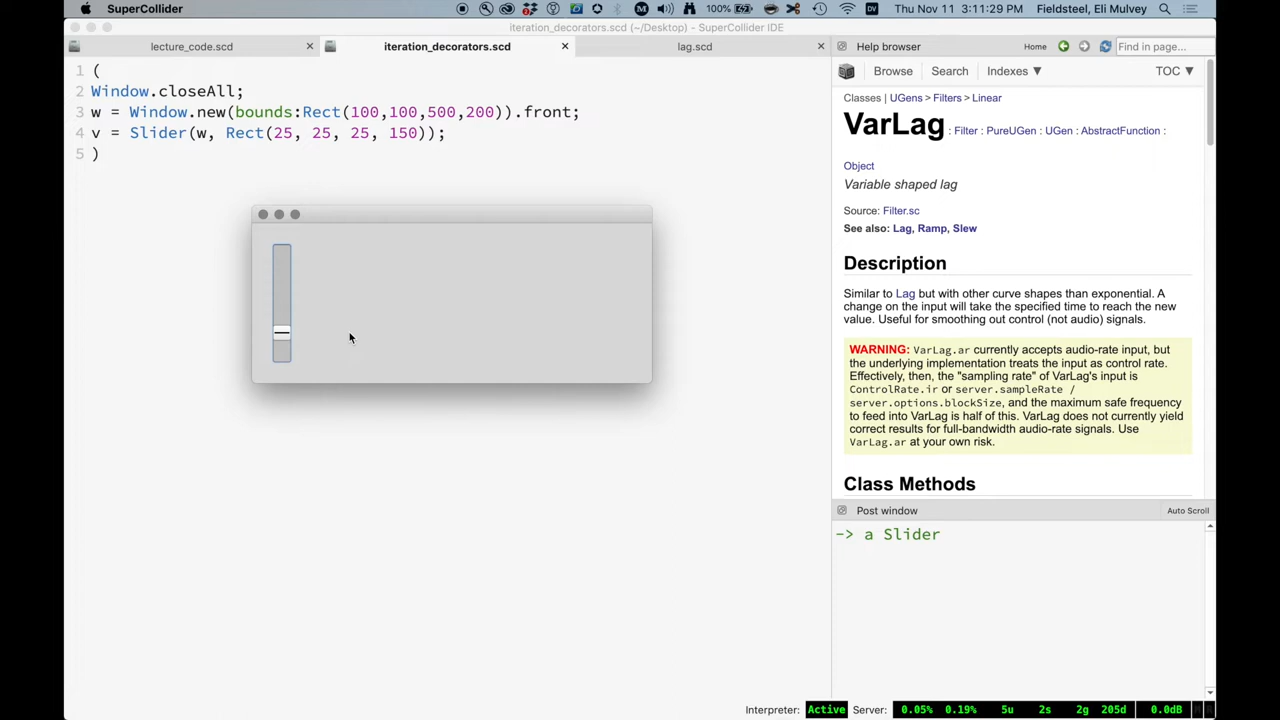 SuperCollider
100%
Thu Nov 11 3:11:29 PM
Fieldsteel, Eli Mulvey
iteration_decorators.scd (~/Desktop) - SuperCollider IDE
lecture_code.scd
iteration_decorators.scd
lag.scd
Help browser
Home
Find in page...
1 (
2 Window.closeAll;
3 w = Window.new(bounds:Rect(100,100,500,200)).front;
4 v = Slider(w, Rect(25, 25, 25, 150));
5 )
Browse Search Indexes ▼ TOC ▼
Classes | UGens > Filters > Linear
VarLag : Filter : PureUGen : UGen : AbstractFunction :
Object
Variable shaped lag
Source: Filter.sc
See also: Lag, Ramp, Slew
Description
Similar to Lag but with other curve shapes than exponential. A
change on the input will take the specified time to reach the new
value. Useful for smoothing out control (not audio) signals.
WARNING: VarLag.ar currently accepts audio-rate input, but
the underlying implementation treats the input as control rate.
Effectively, then, the "sampling rate" of VarLag's input is
ControlRate.ir or server.sampleRate /
server.options.blockSize, and the maximum safe frequency
to feed into VarLag is half of this. VarLag does not currently yield
correct results for full-bandwidth audio-rate signals. Use
VarLag.ar at your own risk.
Class Methods
Post window
Auto Scroll
-> a Slider
Interpreter: Active Server: 0.05% 0.19% 5u 2s 2g 205d 0.0dB